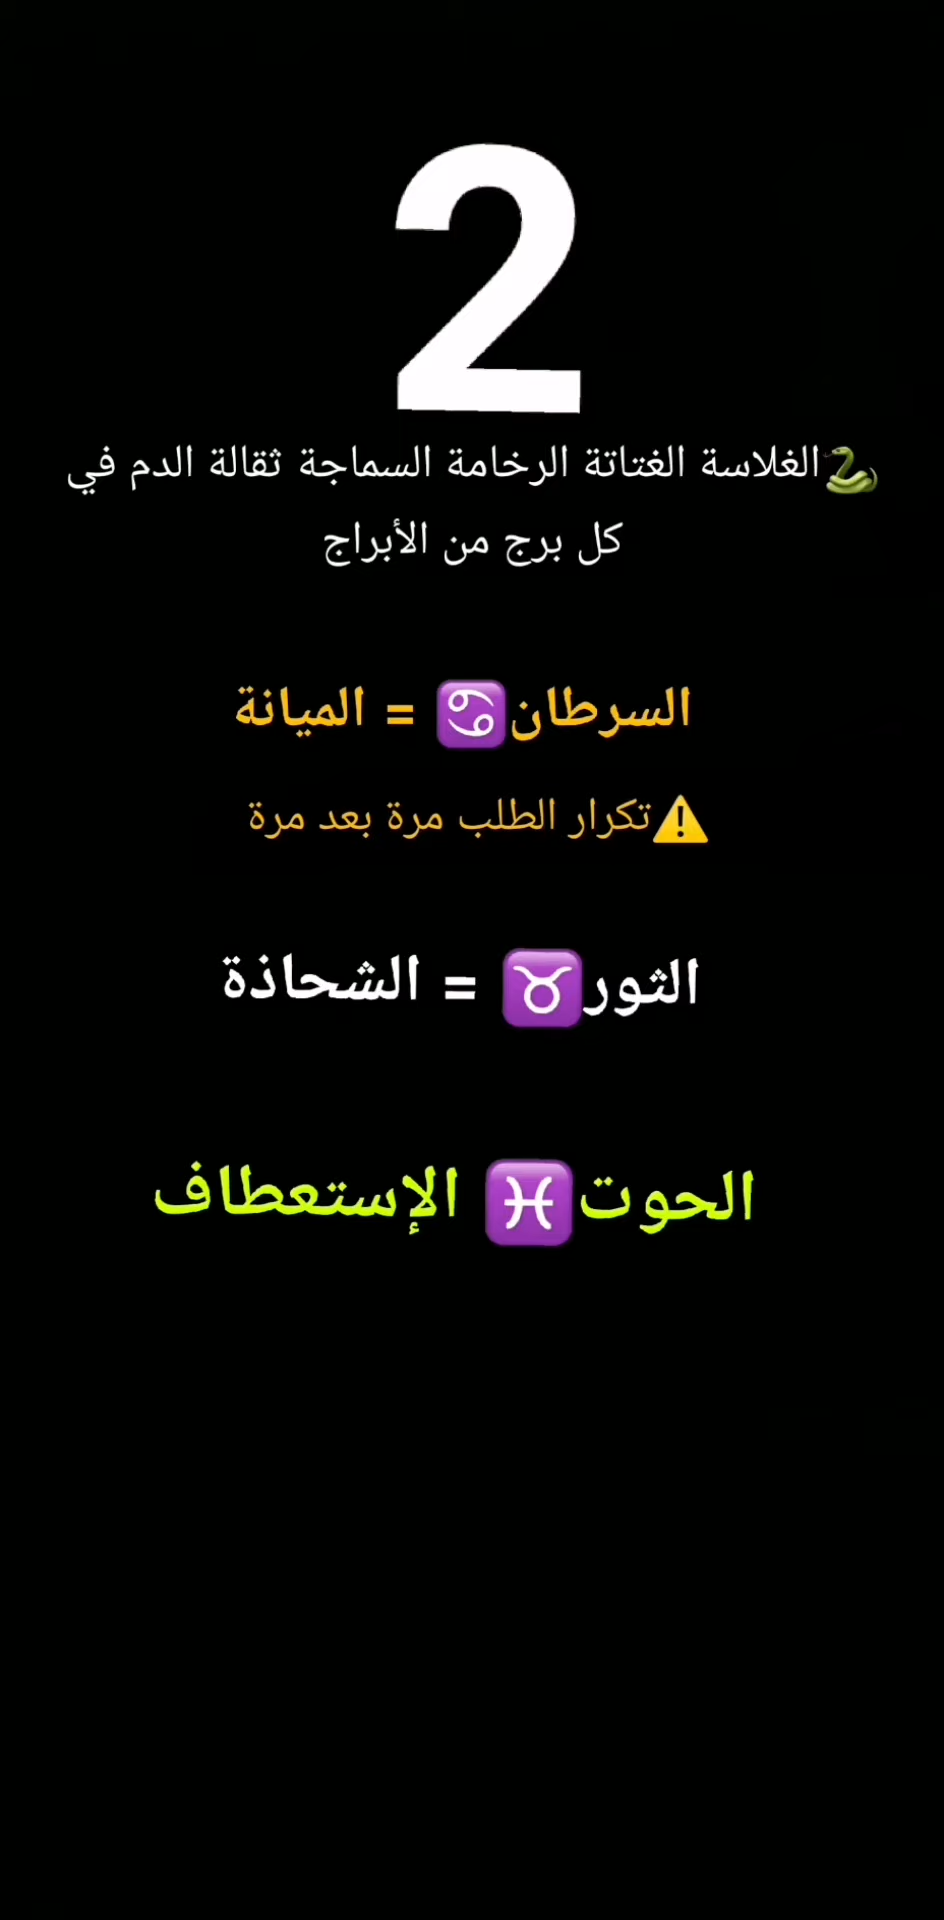 2
🐍الغلاسة الغتاتة الرخامة السماجة ثقالة الدم في
كل برج من الأبراج
السرطان♋ = الميانة
⚠️تكرار الطلب مرة بعد مرة
الثور♉ = الشحاذة
الحوت♓ الإستعطاف